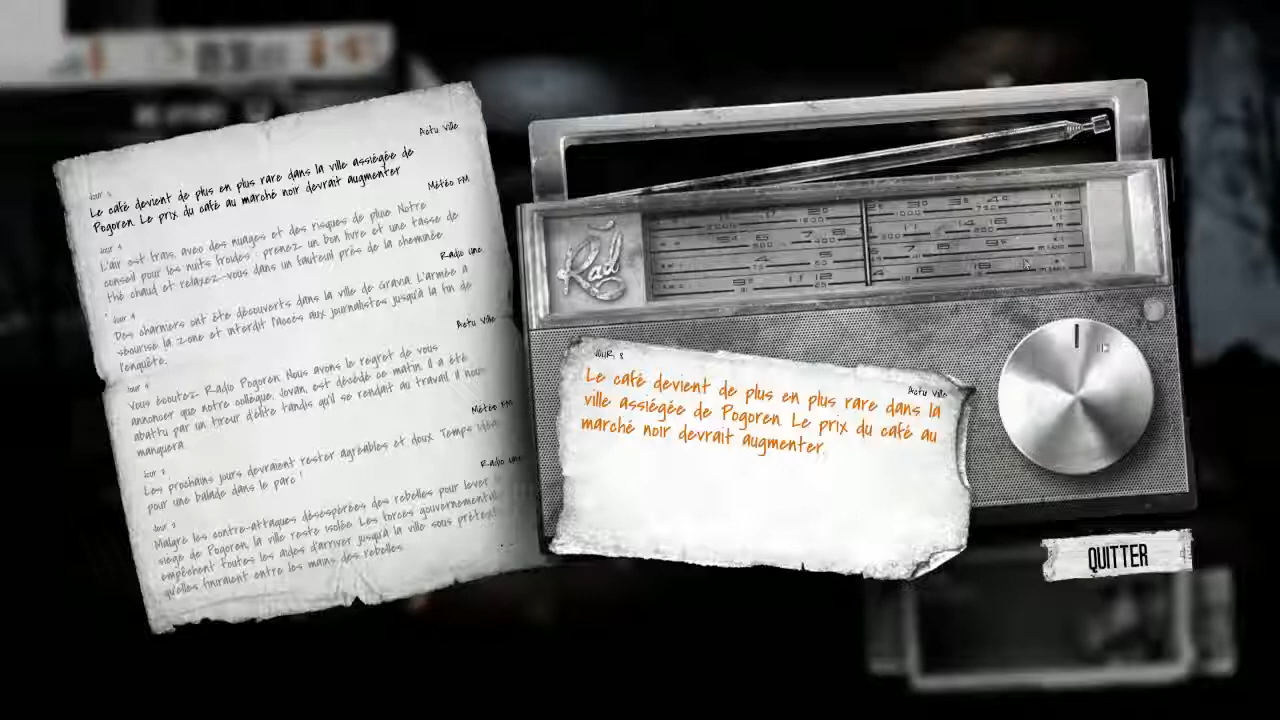 Actu ville
Le café devient de plus en plus rare dans la ville assiégée de
Pogoren. Le prix du café au marché noir devrait augmenter
Météo FM
Jour 4
L'air est frais, avec des nuages et des risques de pluie. Notre
conseil pour les nuits froides : prenez un bon livre et une tasse de
thé chaud et relaxez-vous dans un fauteuil près de la cheminée.
Radio une
Jour 4
Des charniers ont été découverts dans la ville de Gravna. L'armée a
sécurisé la zone et interdit l'accès aux journalistes jusqu'à la fin de
l'enquête.
Actu ville
Jour 4
Vous écoutez Radio Pogoren. Nous avons le regret de vous
annoncer que notre collègue, Jovan, est décédé ce matin. Il a été
abattu par un tireur d'élite tandis qu'il se rendait au travail. Il nous
manquera.
Météo FM
Jour 2
Les prochains jours devraient rester agréables et doux. Temps idéal
pour une balade dans le parc !
Radio une
Jour 2
Malgré les contre-attaques désespérées des rebelles pour lever le
siège de Pogoren, la ville reste isolée. Les forces gouvernementales
empêchent toutes les aides d'arriver jusqu'à la ville sous prétexte
qu'elles finiraient entre les mains des rebelles.
Rad
JOUR 8
Actu ville
Le café devient de plus en plus rare dans la
ville assiégée de Pogoren. Le prix du café au
marché noir devrait augmenter.
QUITTER